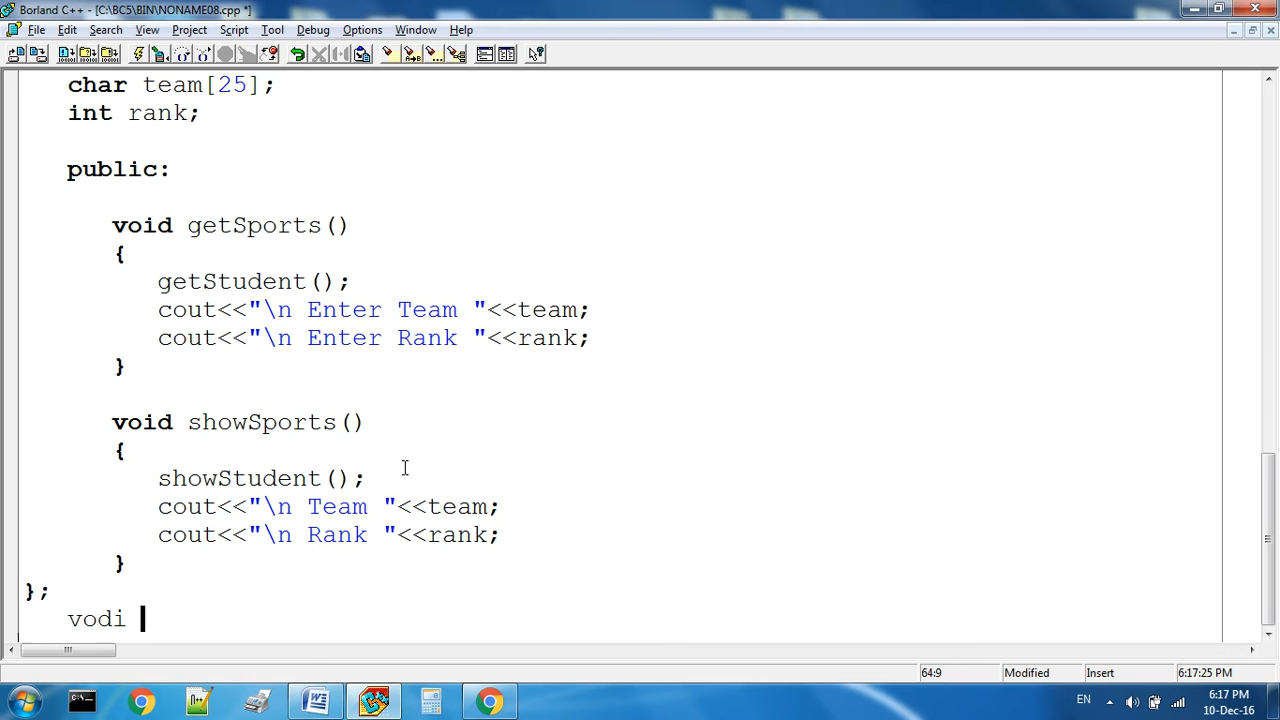 Borland C++ - [C:\BC5\BIN\NONAME08.cpp *]
File Edit Search View Project Script Tool Debug Options Window Help
char team[25];
int rank;
public:
void getSports()
{
getStudent();
cout<<"\n Enter Team "<<team;
cout<<"\n Enter Rank "<<rank;
}
void showSports()
{
showStudent();
cout<<"\n Team "<<team;
cout<<"\n Rank "<<rank;
}
};
vodi
64:9 Modified Insert 6:17:25 PM
EN 6:17 PM
10-Dec-16